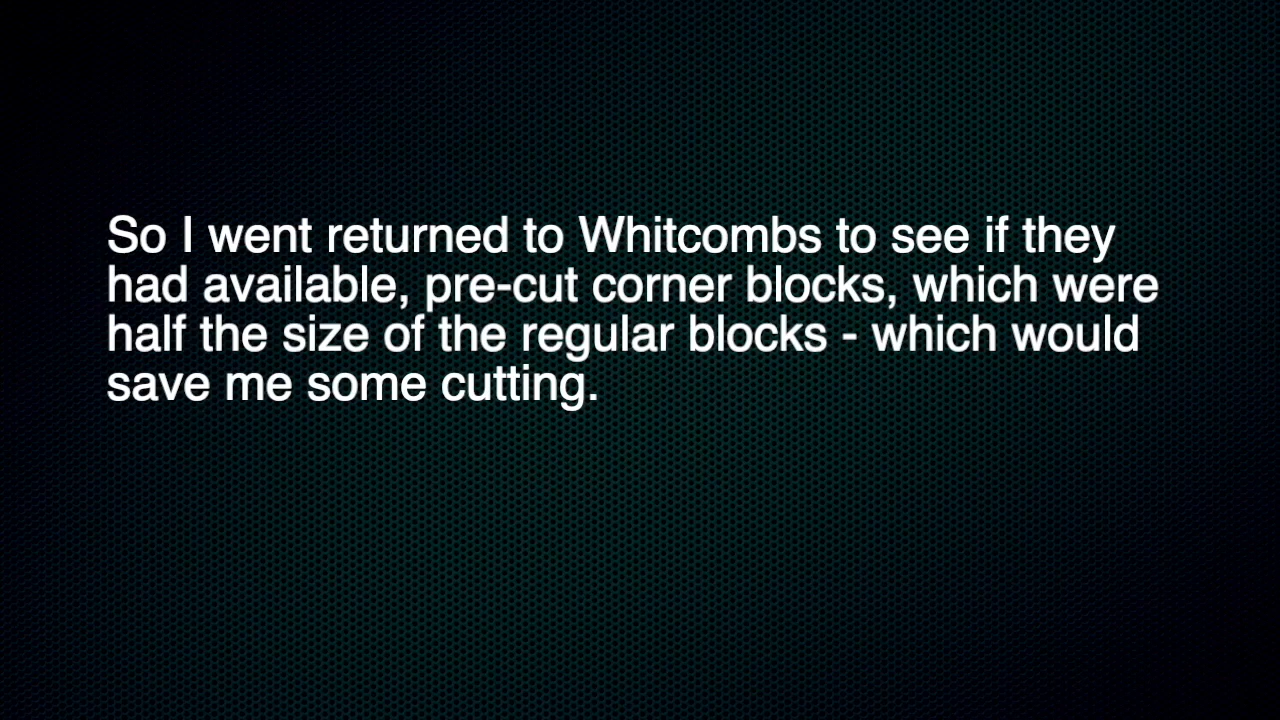 So I went returned to Whitcombs to see if they
had available, pre-cut corner blocks, which were
half the size of the regular blocks - which would
save me some cutting.